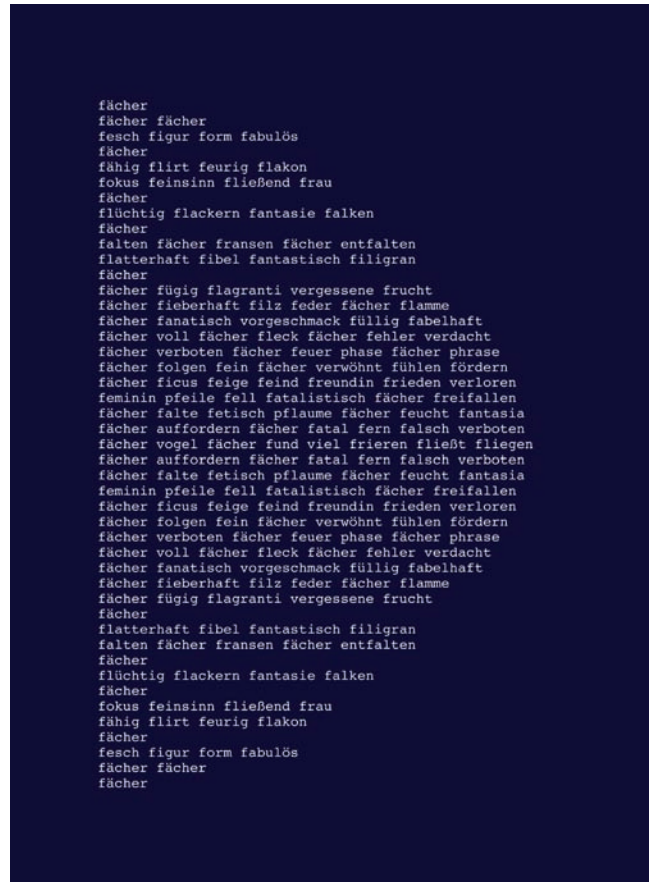 fächer
fächer fächer
fesch figur form fabulös
fächer
fähig flirt feurig flakon
fokus feinsinn fließend frau
fächer
flüchtig flackern fantasie falken
fächer
falten fächer fransen fächer entfalten
flatterhaft fibel fantastisch filigran
fächer
fächer fügig flagranti vergessene frucht
fächer fieberhaft filz feder fächer flamme
fächer fanatisch vorgeschmack füllig fabelhaft
fächer voll fächer fleck fächer fehler verdacht
fächer verboten fächer feuer phase fächer phrase
fächer folgen fein fächer verwöhnt fühlen fördern
fächer ficus feige feind freundin frieden verloren
feminin pfeile fell fatalistisch fächer freifallen
fächer falte fetisch pflaume fächer feucht fantasia
fächer auffordern fächer fatal fern falsch verboten
fächer vogel fächer fund viel frieren fließt fliegen
fächer auffordern fächer fatal fern falsch verboten
fächer falte fetisch pflaume fächer feucht fantasia
feminin pfeile fell fatalistisch fächer freifallen
fächer ficus feige feind freundin frieden verloren
fächer folgen fein fächer verwöhnt fühlen fördern
fächer verboten fächer feuer phase fächer phrase
fächer voll fächer fleck fächer fehler verdacht
fächer fanatisch vorgeschmack füllig fabelhaft
fächer fieberhaft filz feder fächer flamme
fächer fügig flagranti vergessene frucht
fächer
flatterhaft fibel fantastisch filigran
falten fächer fransen fächer entfalten
fächer
flüchtig flackern fantasie falken
fächer
fokus feinsinn fließend frau
fähig flirt feurig flakon
fächer
fesch figur form fabulös
fächer fächer
fächer